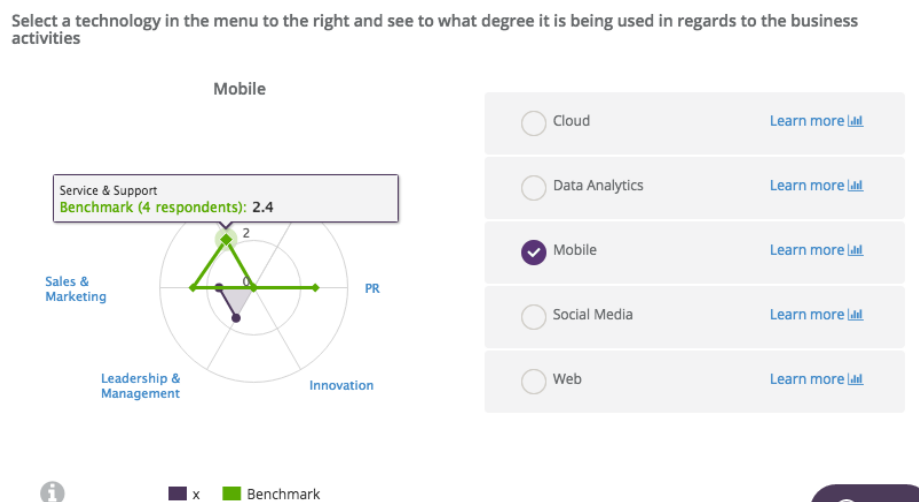 Select a technology in the menu to the right and see to what degree it is being used in regards to the business
activities
Mobile
Service & Support
Benchmark (4 respondents): 2.4
2
0
Sales &
Marketing
PR
Leadership &
Management
Innovation
x
Benchmark
Cloud
Learn more
Data Analytics
Learn more
Mobile
Learn more
Social Media
Learn more
Web
Learn more